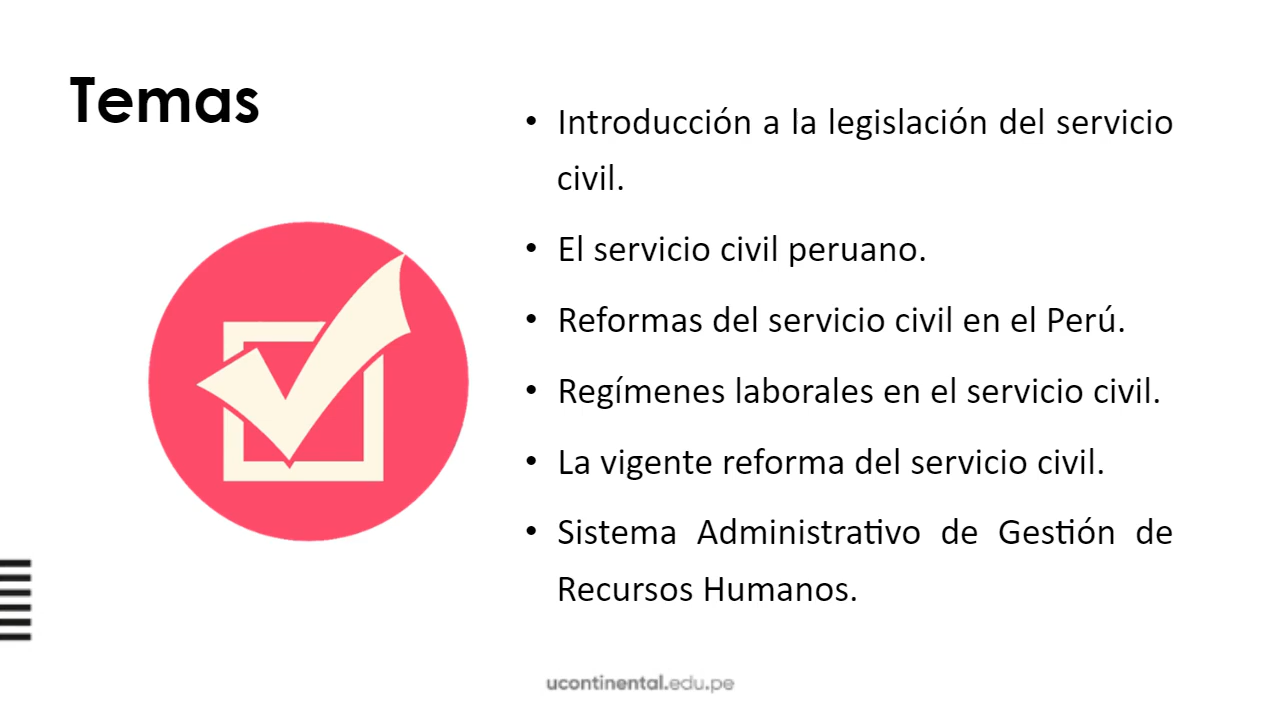 Temas
• Introducción a la legislación del servicio
civil.
• El servicio civil peruano.
• Reformas del servicio civil en el Perú.
• Regímenes laborales en el servicio civil.
• La vigente reforma del servicio civil.
• Sistema Administrativo de Gestión de
Recursos Humanos.
ucontinental.edu.pe